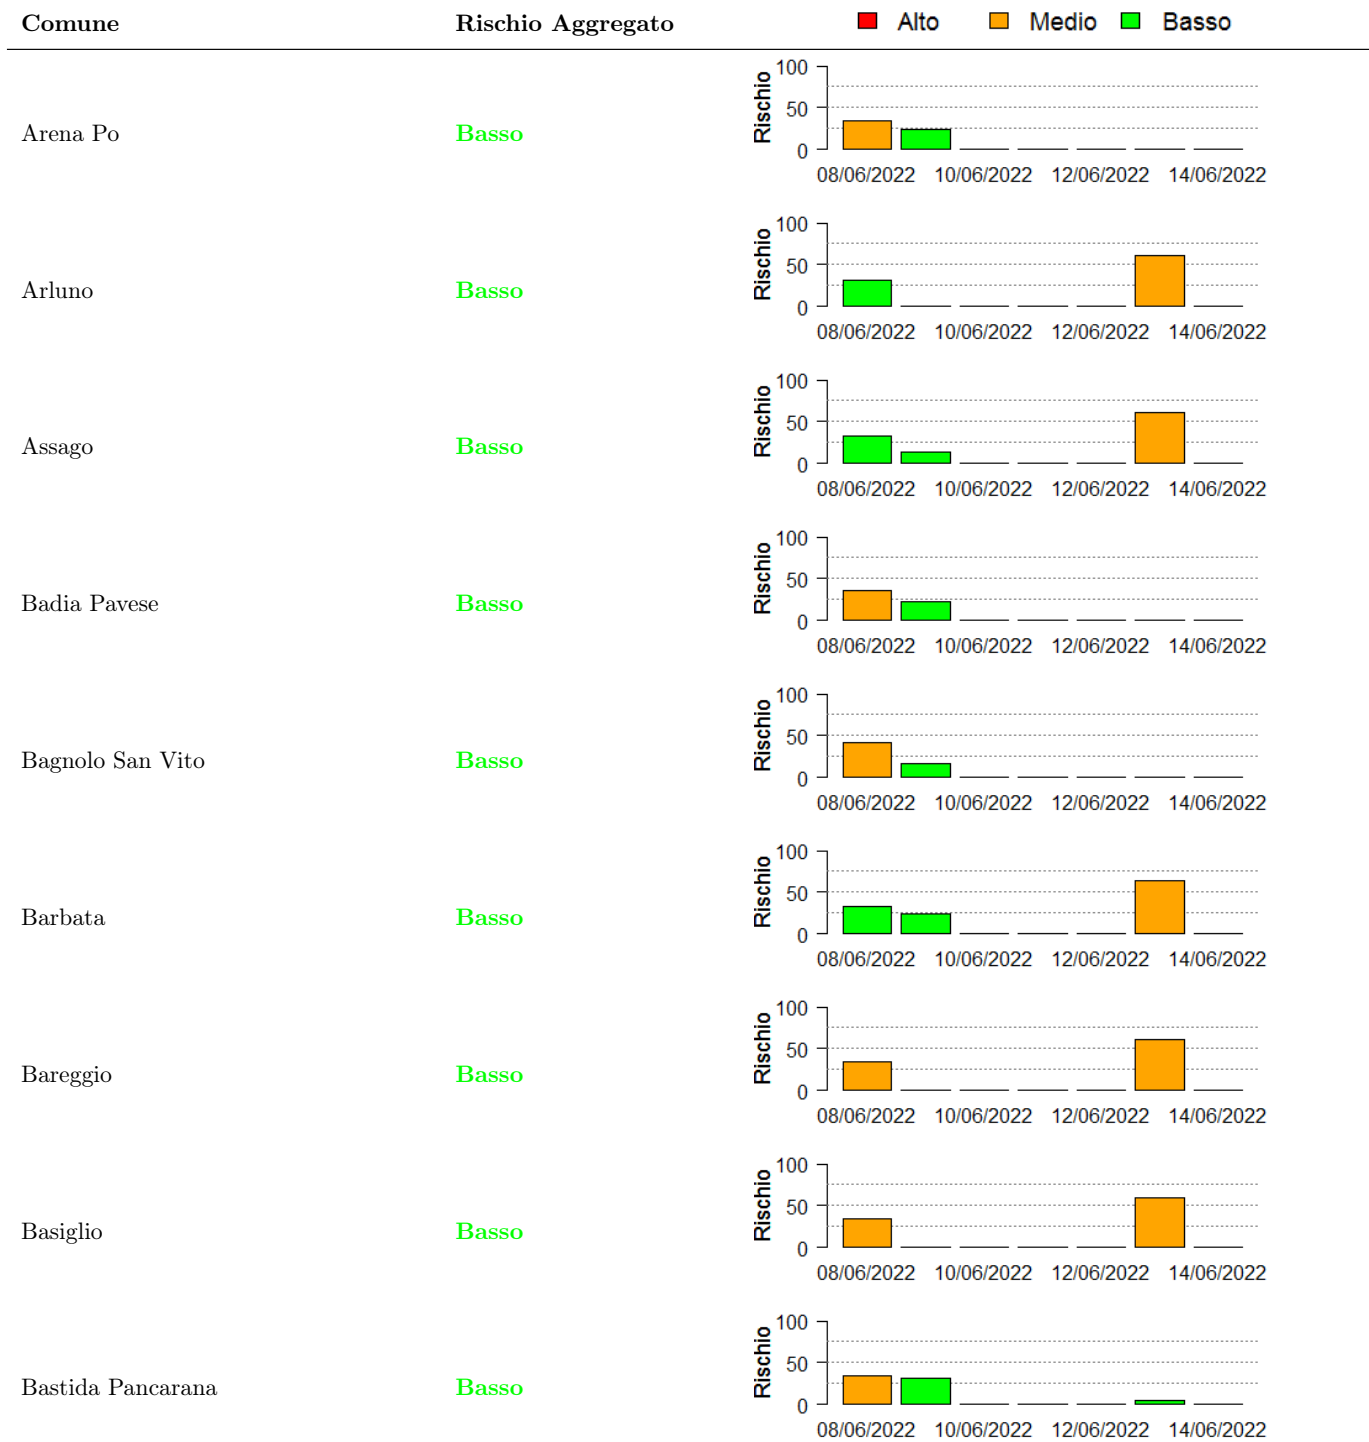 Comune Rischio Aggregato Alto Medio Basso
100
50
0
Rischio
Arena Po Basso
08/06/2022 10/06/2022 12/06/2022 14/06/2022
100
50
0
Rischio
Arluno Basso
08/06/2022 10/06/2022 12/06/2022 14/06/2022
100
50
0
Rischio
Assago Basso
08/06/2022 10/06/2022 12/06/2022 14/06/2022
100
50
0
Rischio
Badia Pavese Basso
08/06/2022 10/06/2022 12/06/2022 14/06/2022
100
50
0
Rischio
Bagnolo San Vito Basso
08/06/2022 10/06/2022 12/06/2022 14/06/2022
100
50
0
Rischio
Barbata Basso
08/06/2022 10/06/2022 12/06/2022 14/06/2022
100
50
0
Rischio
Bareggio Basso
08/06/2022 10/06/2022 12/06/2022 14/06/2022
100
50
0
Rischio
Basiglio Basso
08/06/2022 10/06/2022 12/06/2022 14/06/2022
100
50
0
Rischio
Bastida Pancarana Basso
08/06/2022 10/06/2022 12/06/2022 14/06/2022